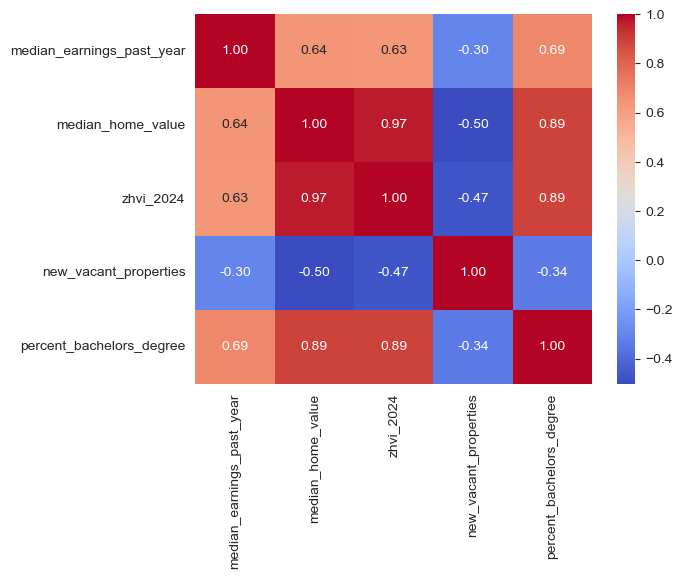 median_earnings_past_year 1.00 0.64 0.63 -0.30 0.69
median_home_value 0.64 1.00 0.97 -0.50 0.89
zhvi_2024 0.63 0.97 1.00 -0.47 0.89
new_vacant_properties -0.30 -0.50 -0.47 1.00 -0.34
percent_bachelors_degree 0.69 0.89 0.89 -0.34 1.00
median_earnings_past_year
median_home_value
zhvi_2024
new_vacant_properties
percent_bachelors_degree
1.0
0.8
0.6
0.4
0.2
0.0
−0.2
−0.4